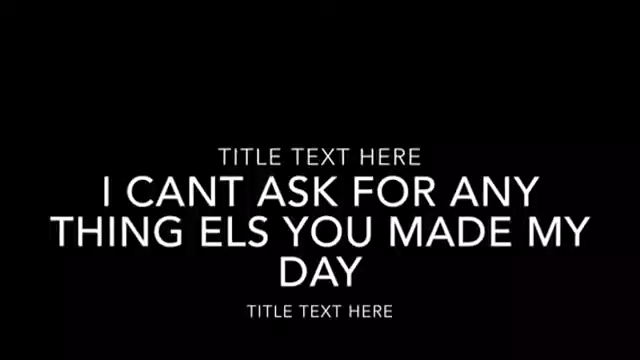 TITLE TEXT HERE
I CANT ASK FOR ANY
THING ELS YOU MADE MY
DAY
TITLE TEXT HERE